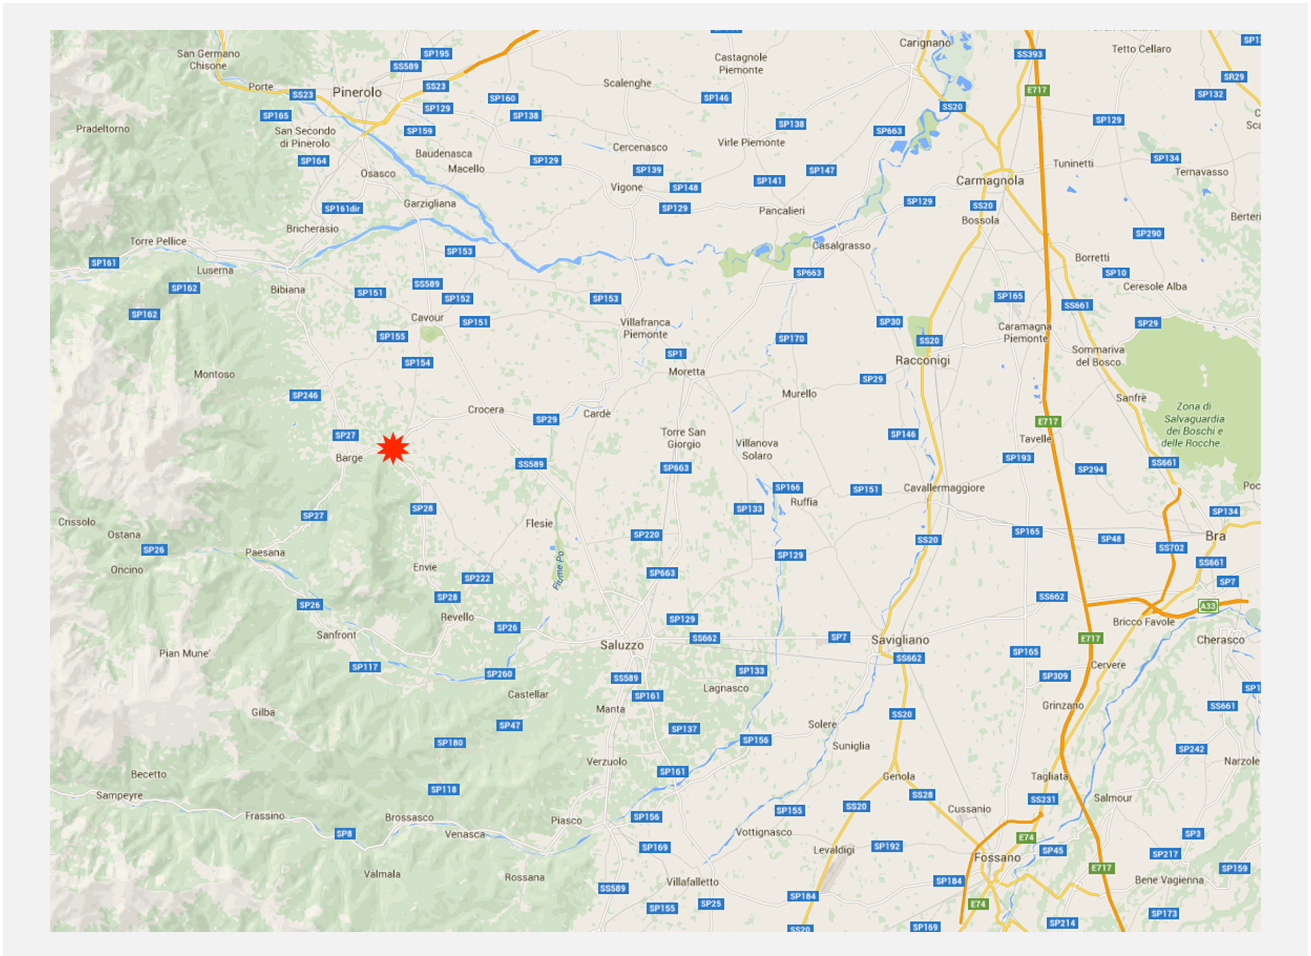 San Germano
Chisone
SP195
SS589
Carignano
SS393
Tetto Cellaro
Castagnole
Piemonte
Porte
SS23
Pinerolo
SS23
Scalenghe
SR29
E717
SP132
SP165
SP129
SP160
SP138
SP146
SS20
Pradeltorno
San Secondo
di Pinerolo
SP159
SP138
SP663
SP129
SP164
Baudenasca
Macello
SP129
Cercenasco
Virle Piemonte
SP134
Tuninetti
Ternavasso
Osasco
SP139
SP147
Vigone
SP148
SP141
Carmagnola
SP161dir
Garzigliana
SP129
Pancalieri
SP129
SS20
Bossola
Bricherasio
SP290
Torre Pellice
SP153
Casalgrasso
Borretti
SP161
Luserna
SP663
SP10
SP162
Bibiana
SP151
SS589
SP152
SP153
SP165
Ceresole Alba
SP162
Cavour
SP151
Villafranca
Piemonte
SP30
SS661
SP155
SP170
SS20
Caramagna
Piemonte
SP29
SP154
SP1
Moretta
Racconigi
Sommariva
del Bosco
Montoso
SP246
Murello
SP29
Sanfrè
Crocera
SP29
Cardè
E717
Zona di
Salvaguardia
dei Boschi e
delle Rocche...
SP27
Barge
Torre San
Giorgio
Villanova
Solaro
SP146
Tavelle
SS589
SP663
SP193
SP294
SS661
SP166
SP151
Cavallermaggiore
Ruffia
Crissolo
SP27
SP28
Flesie
SP133
SP134
Ostana
SP26
Paesana
SP220
SP129
SS20
SP165
SP48
SS702
Bra
Oncino
Envie
Fiume Po
SP663
SS661
SP222
SP7
SP26
SP28
Revello
SP26
SP129
SS662
A33
Bricco Favole
Sanfront
Saluzzo
SS662
SP7
Savigliano
E717
Cherasco
Pian Mune'
SP117
SP260
SS589
SP133
SS662
SP165
Cervere
SP309
Castellar
SP161
Lagnasco
Gilba
Manta
SS20
Grinzano
SS661
SP47
SP137
Solere
SP180
SP156
Suniglia
SP242
Becetto
Verzuolo
SP161
Genola
Tagliata
Narzole
Sampeyre
SP118
SS28
SS231
Salmour
Frassino
Brossasco
SP8
Venasca
Piasco
SP156
SP155
SS20
Cussanio
Vottignasco
E74
SP3
SP169
Levaldigi
SP192
Fossano
SP45
SP217
Valmala
Rossana
Villafalletto
SP184
E717
SP159
Bene Vagienna
SS589
SP155
SP25
SP184
E74
SP173
SS20
SP169
SP214